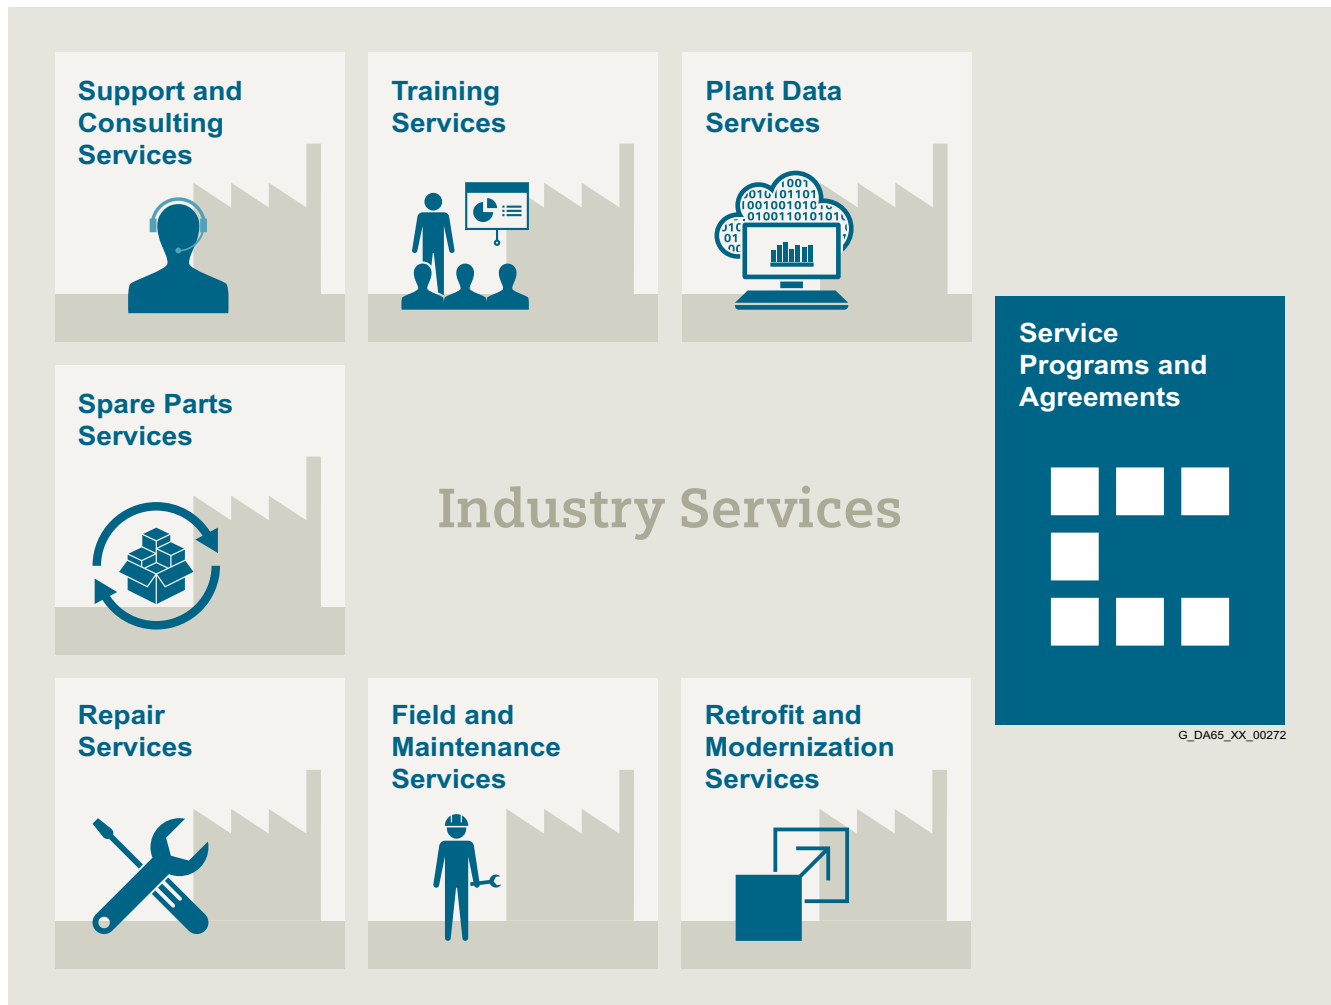 Support and
Consulting
Services
Training
Services
Plant Data
Services
Service
Programs and
Agreements
Spare Parts
Services
Industry Services
Repair
Services
Field and
Maintenance
Services
Retrofit and
Modernization
Services
G_DA65_XX_00272